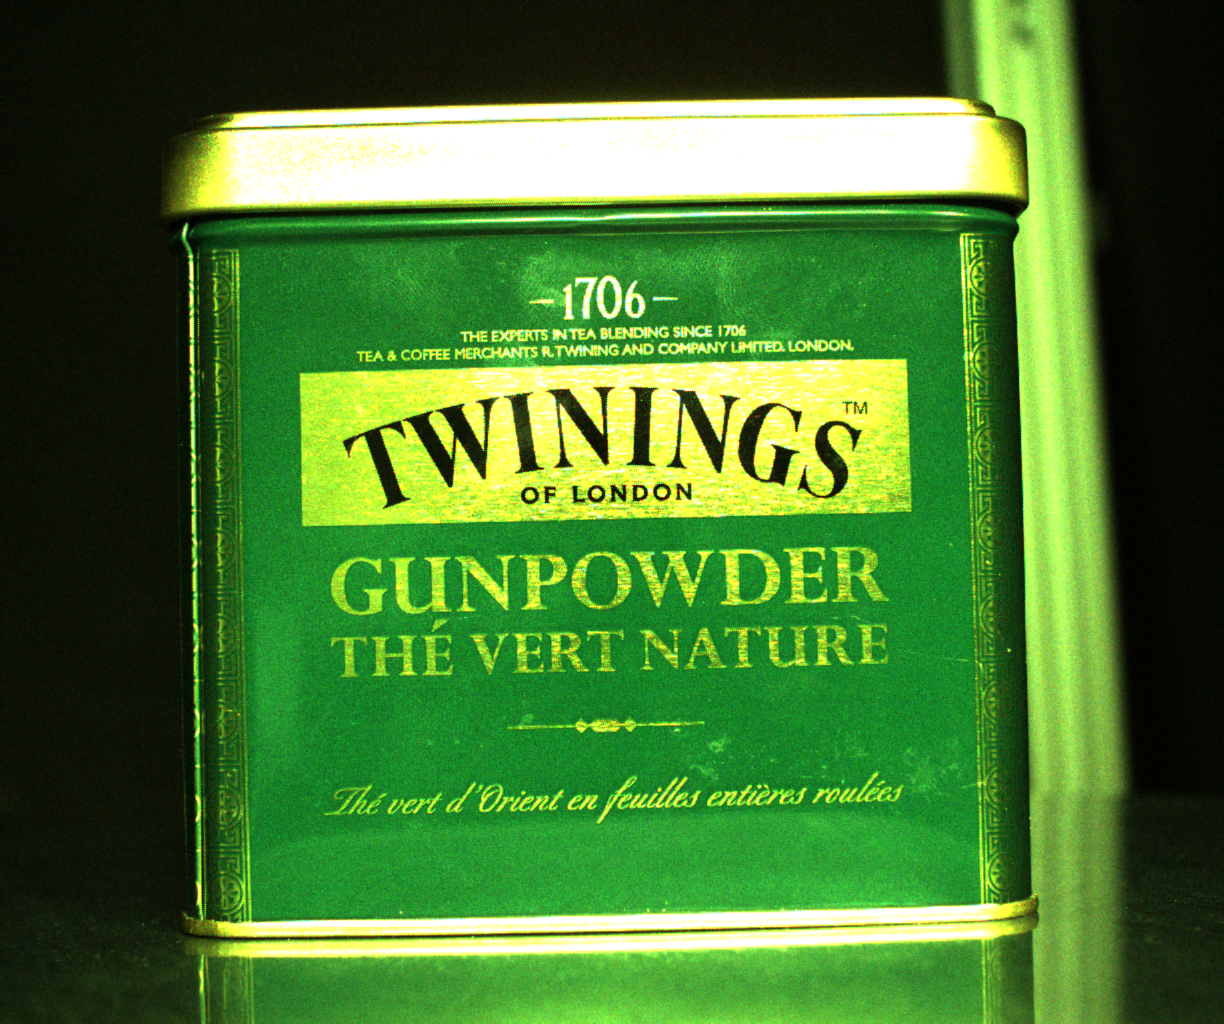 -1706-
THE EXPERTS IN TEA BLENDING SINCE 1706
TEA & COFFEE MERCHANTS R. TWINING AND COMPANY LIMITED. LONDON.
TWININGS™
OF LONDON
GUNPOWDER
THÉ VERT NATURE
Thé vert d'Orient en feuilles entières roulées